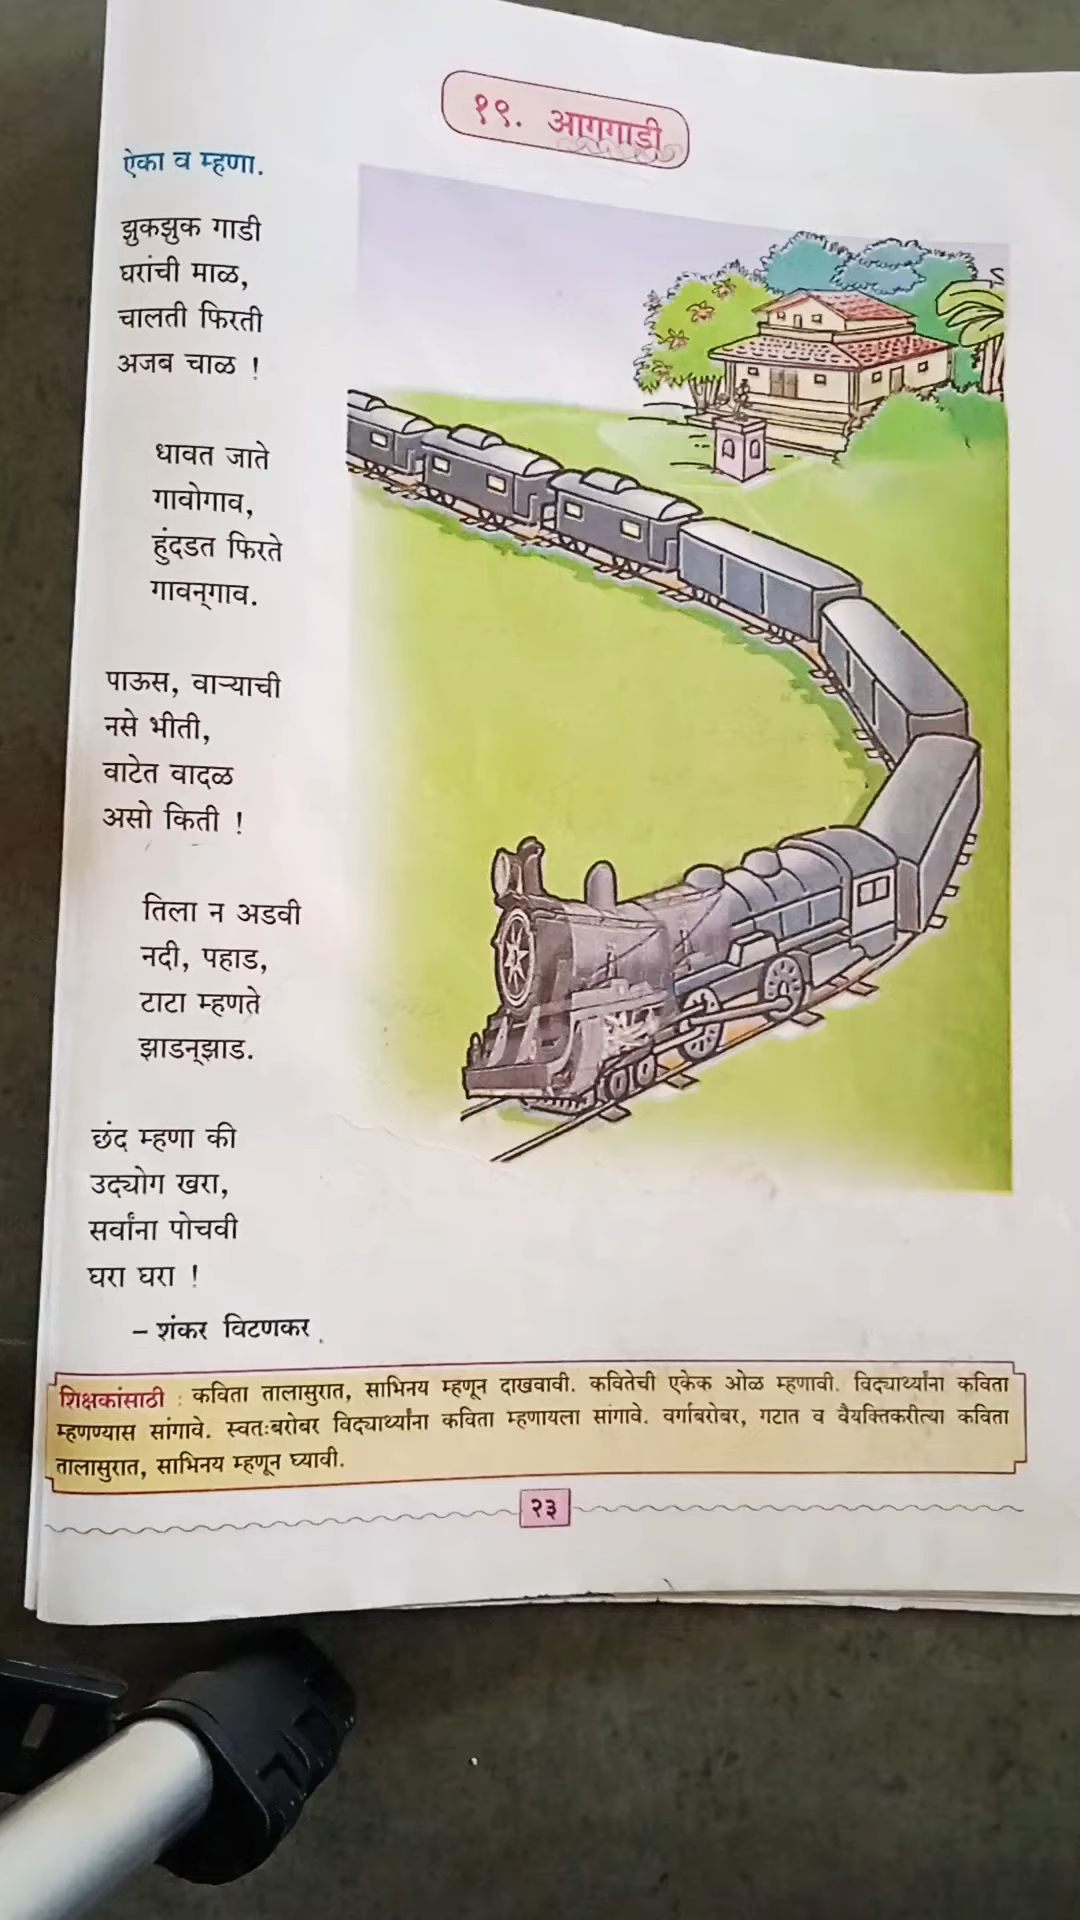 १९. आगगाडी
ऐका व म्हणा.
झुकझुक गाडी
घरांची माळ,
चालती फिरती
अजब चाळ !
धावत जाते
गावोगाव,
हुंदडत फिरते
गावन्‌गाव.
पाऊस, वाऱ्याची
नसे भीती,
वाटेत वादळ
असो किती !
तिला न अडवी
नदी, पहाड,
टाटा म्हणते
झाडन्‌झाड.
छंद म्हणा की
उद्योग खरा,
सर्वांना पोचवी
घरा घरा !
– शंकर विटणकर
शिक्षकांसाठी : कविता तालासुरात, साभिनय म्हणून दाखवावी. कवितेची एकेक ओळ म्हणावी. विद्यार्थ्यांना कविता
म्हणण्यास सांगावे. स्वतःबरोबर विद्यार्थ्यांना कविता म्हणायला सांगावे. वर्गाबरोबर, गटात व वैयक्तिकरीत्या कविता
तालासुरात, साभिनय म्हणून घ्यावी.
२३